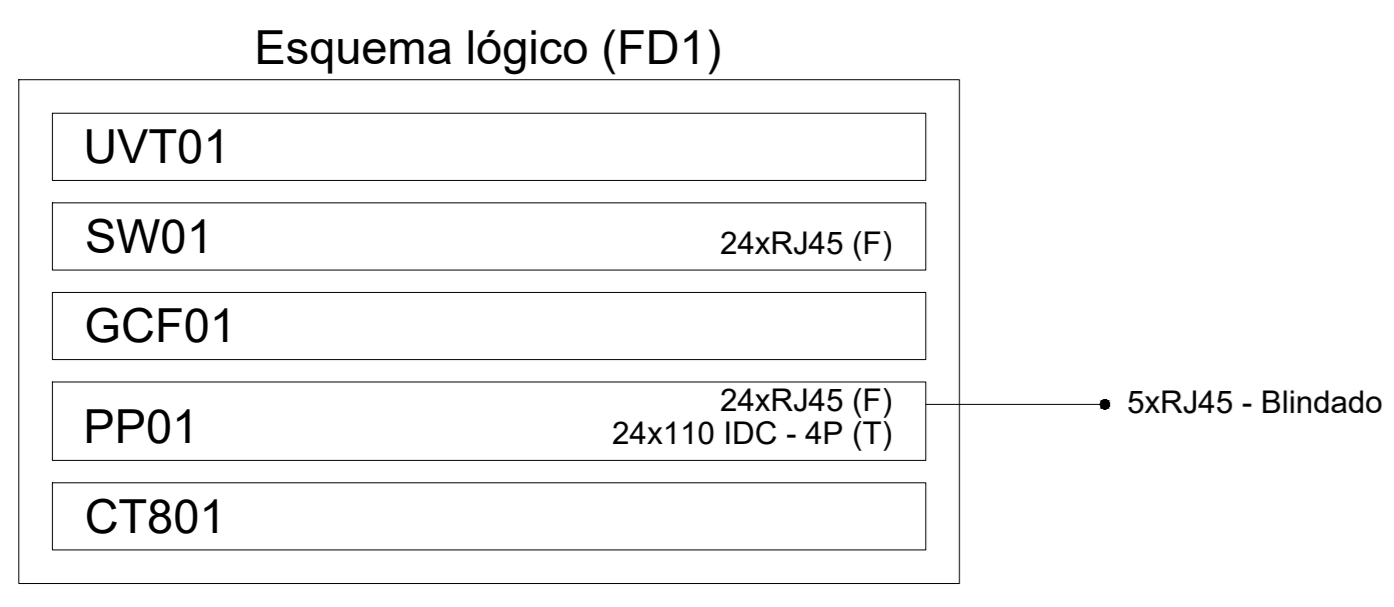 Esquema lógico (FD1)
UVT01
SW01
24xRJ45 (F)
GCF01
PP01
24xRJ45 (F)
24x110 IDC - 4P (T)
5xRJ45 - Blindado
CT801